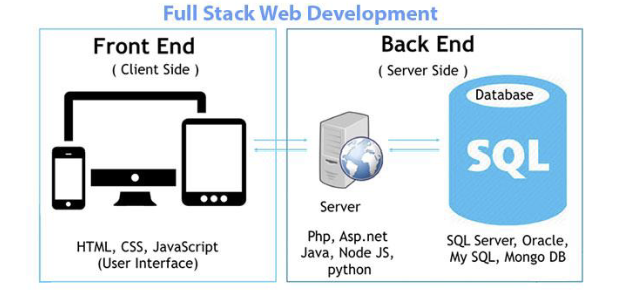 Full Stack Web Development
Front End
( Client Side )
HTML, CSS, JavaScript
(User Interface)
Back End
( Server Side )
Server
Php, Asp.net
Java, Node JS,
python
Database
SQL
SQL Server, Oracle,
My SQL, Mongo DB